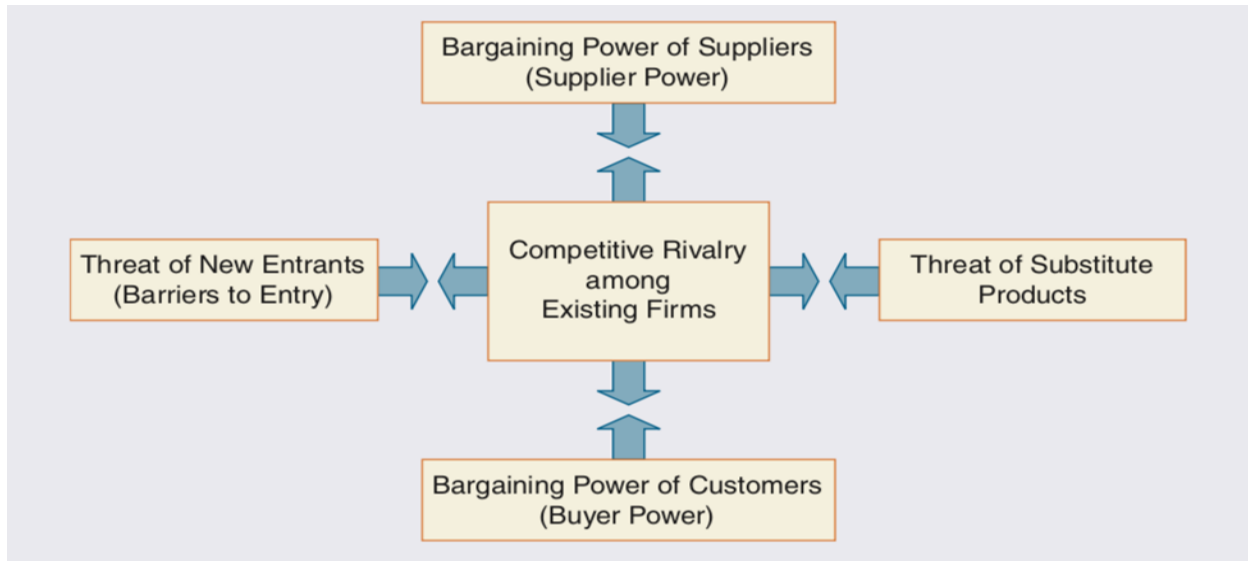 Bargaining Power of Suppliers
(Supplier Power)
Threat of New Entrants
(Barriers to Entry)
Competitive Rivalry
among
Existing Firms
Threat of Substitute
Products
Bargaining Power of Customers
(Buyer Power)